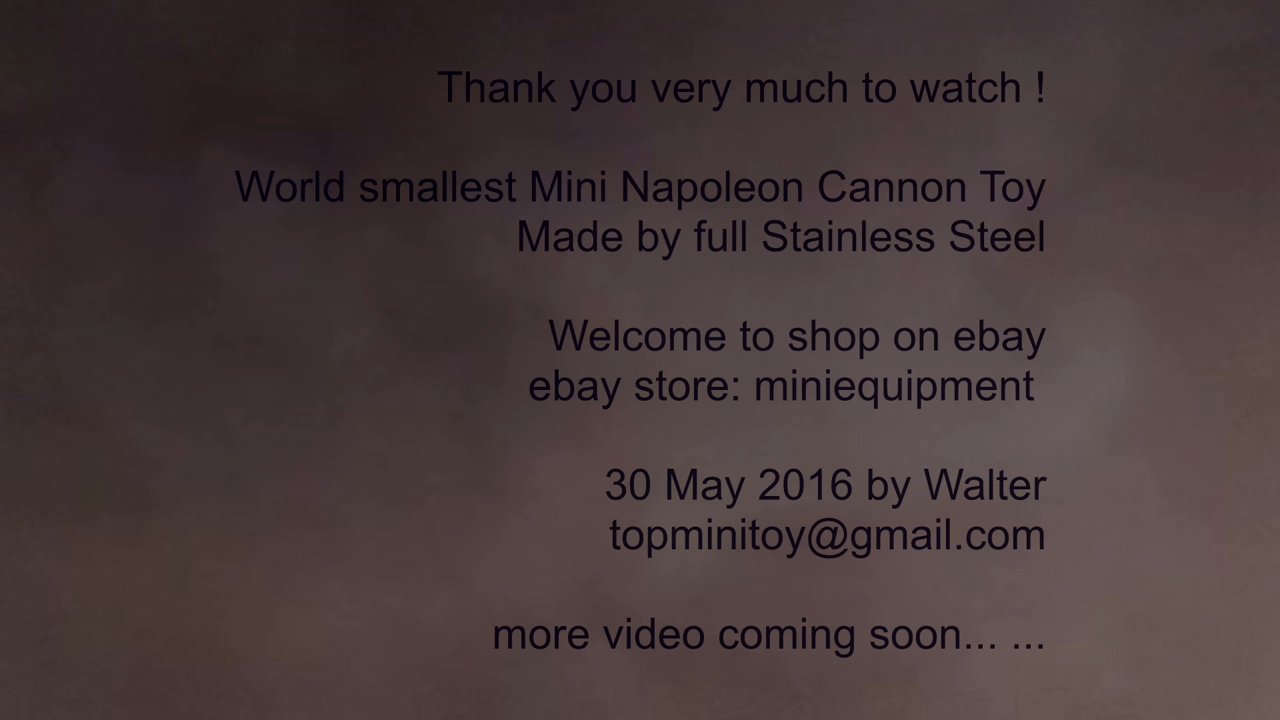 Thank you very much to watch !
World smallest Mini Napoleon Cannon Toy
Made by full Stainless Steel
Welcome to shop on ebay
ebay store: miniequipment
30 May 2016 by Walter
topminitoy@gmail.com
more video coming soon... ...